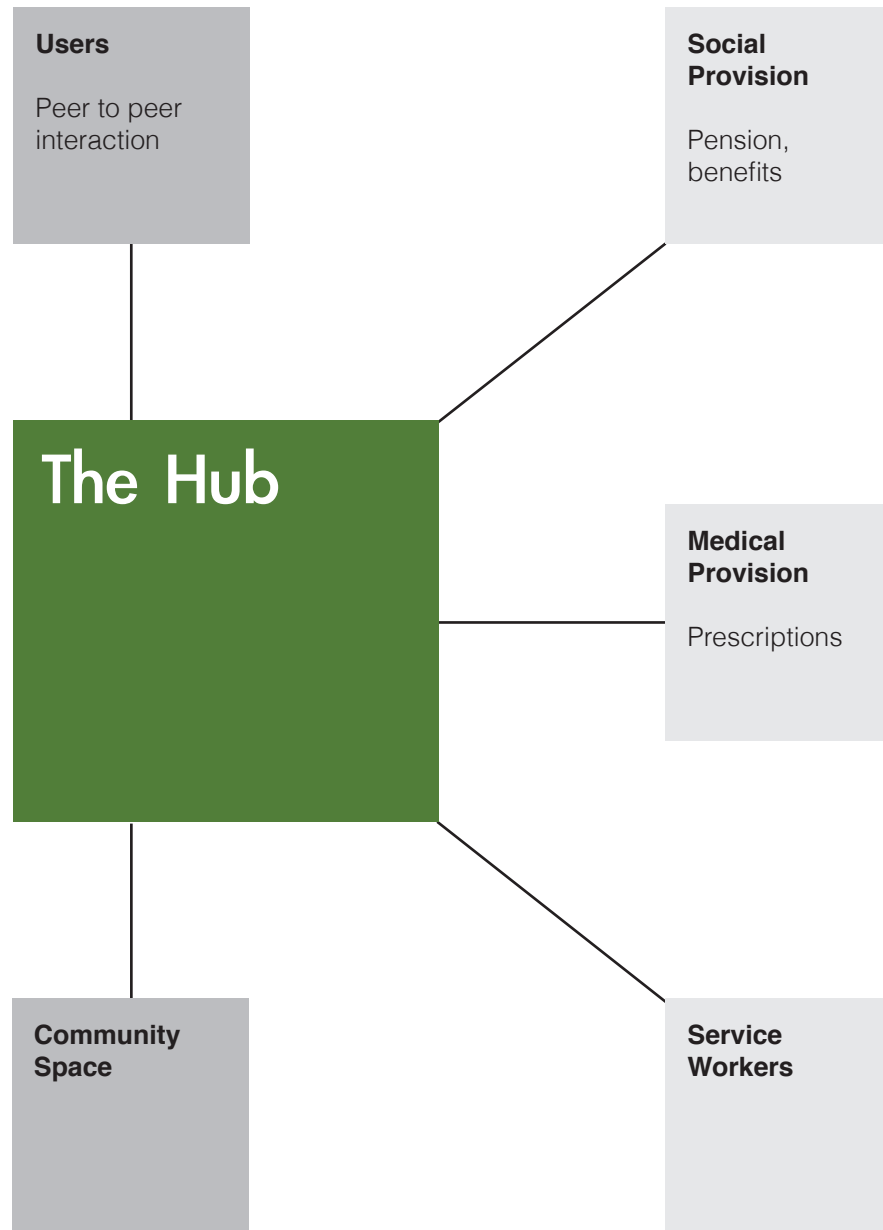 Users
Peer to peer
interaction
Social
Provision
Pension,
benefits
The Hub
Medical
Provision
Prescriptions
Community
Space
Service
Workers